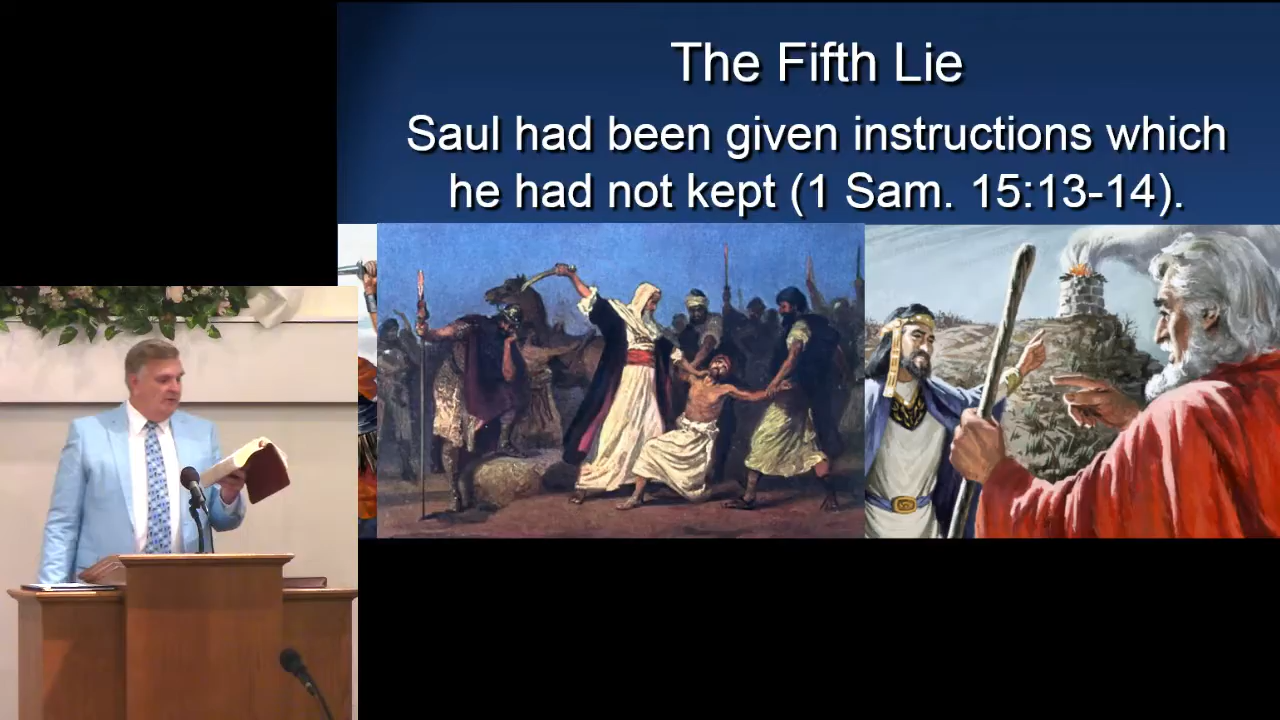 The Fifth Lie
Saul had been given instructions which
he had not kept (1 Sam. 15:13-14).